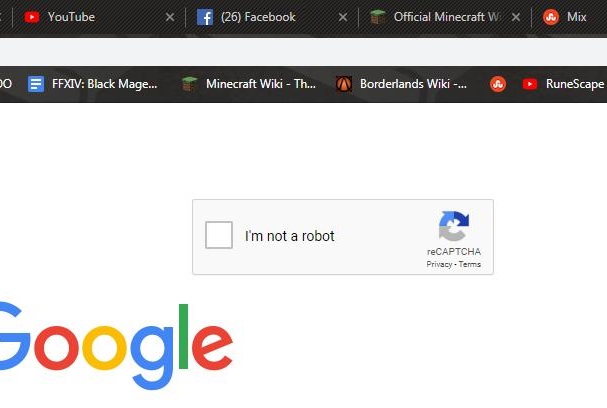 YouTube
(26) Facebook
Official Minecraft Wi
Mix
DO
FFXIV: Black Mage...
Minecraft Wiki - Th...
Borderlands Wiki -...
RuneScape
I'm not a robot
reCAPTCHA
Privacy - Terms
Google